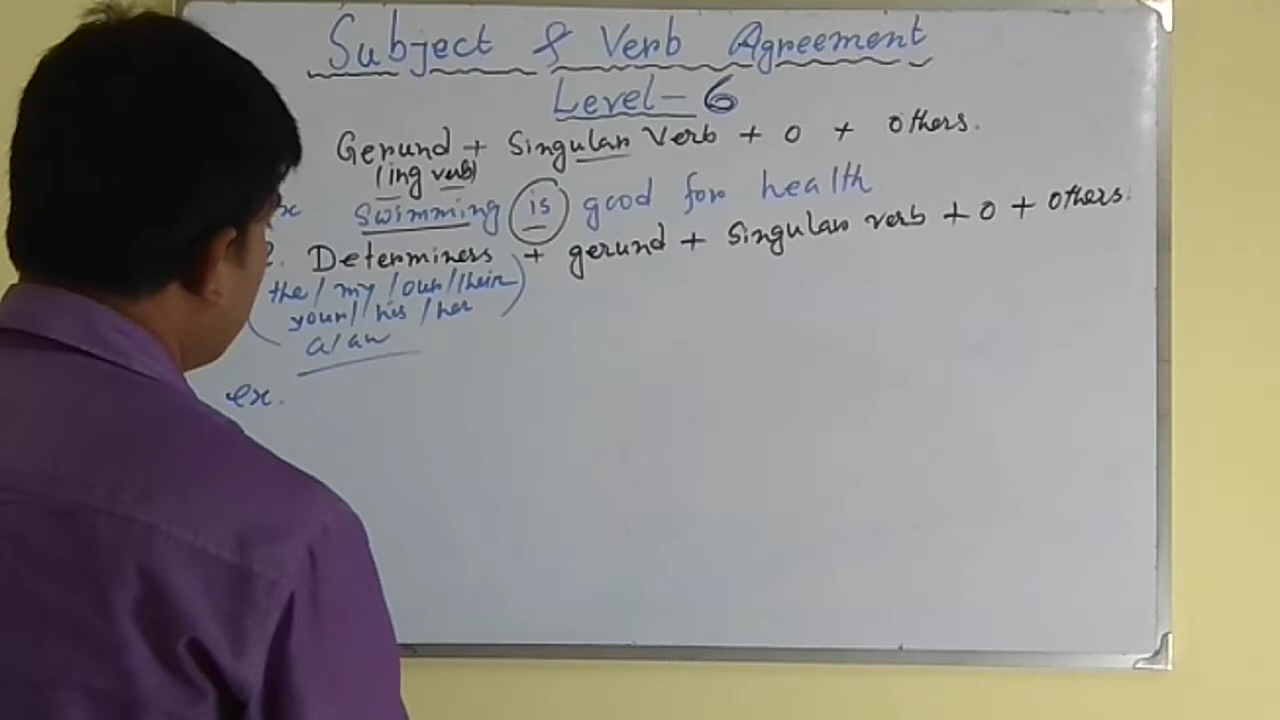 Subject & Verb Agreement
Level-6
Gerund + Singular Verb + O + others.
(ing verb)
swimming is good for health
2. Determiners + gerund + singular verb + O + others.
(the / my / our / their
your / his / her)
a/an
ex.